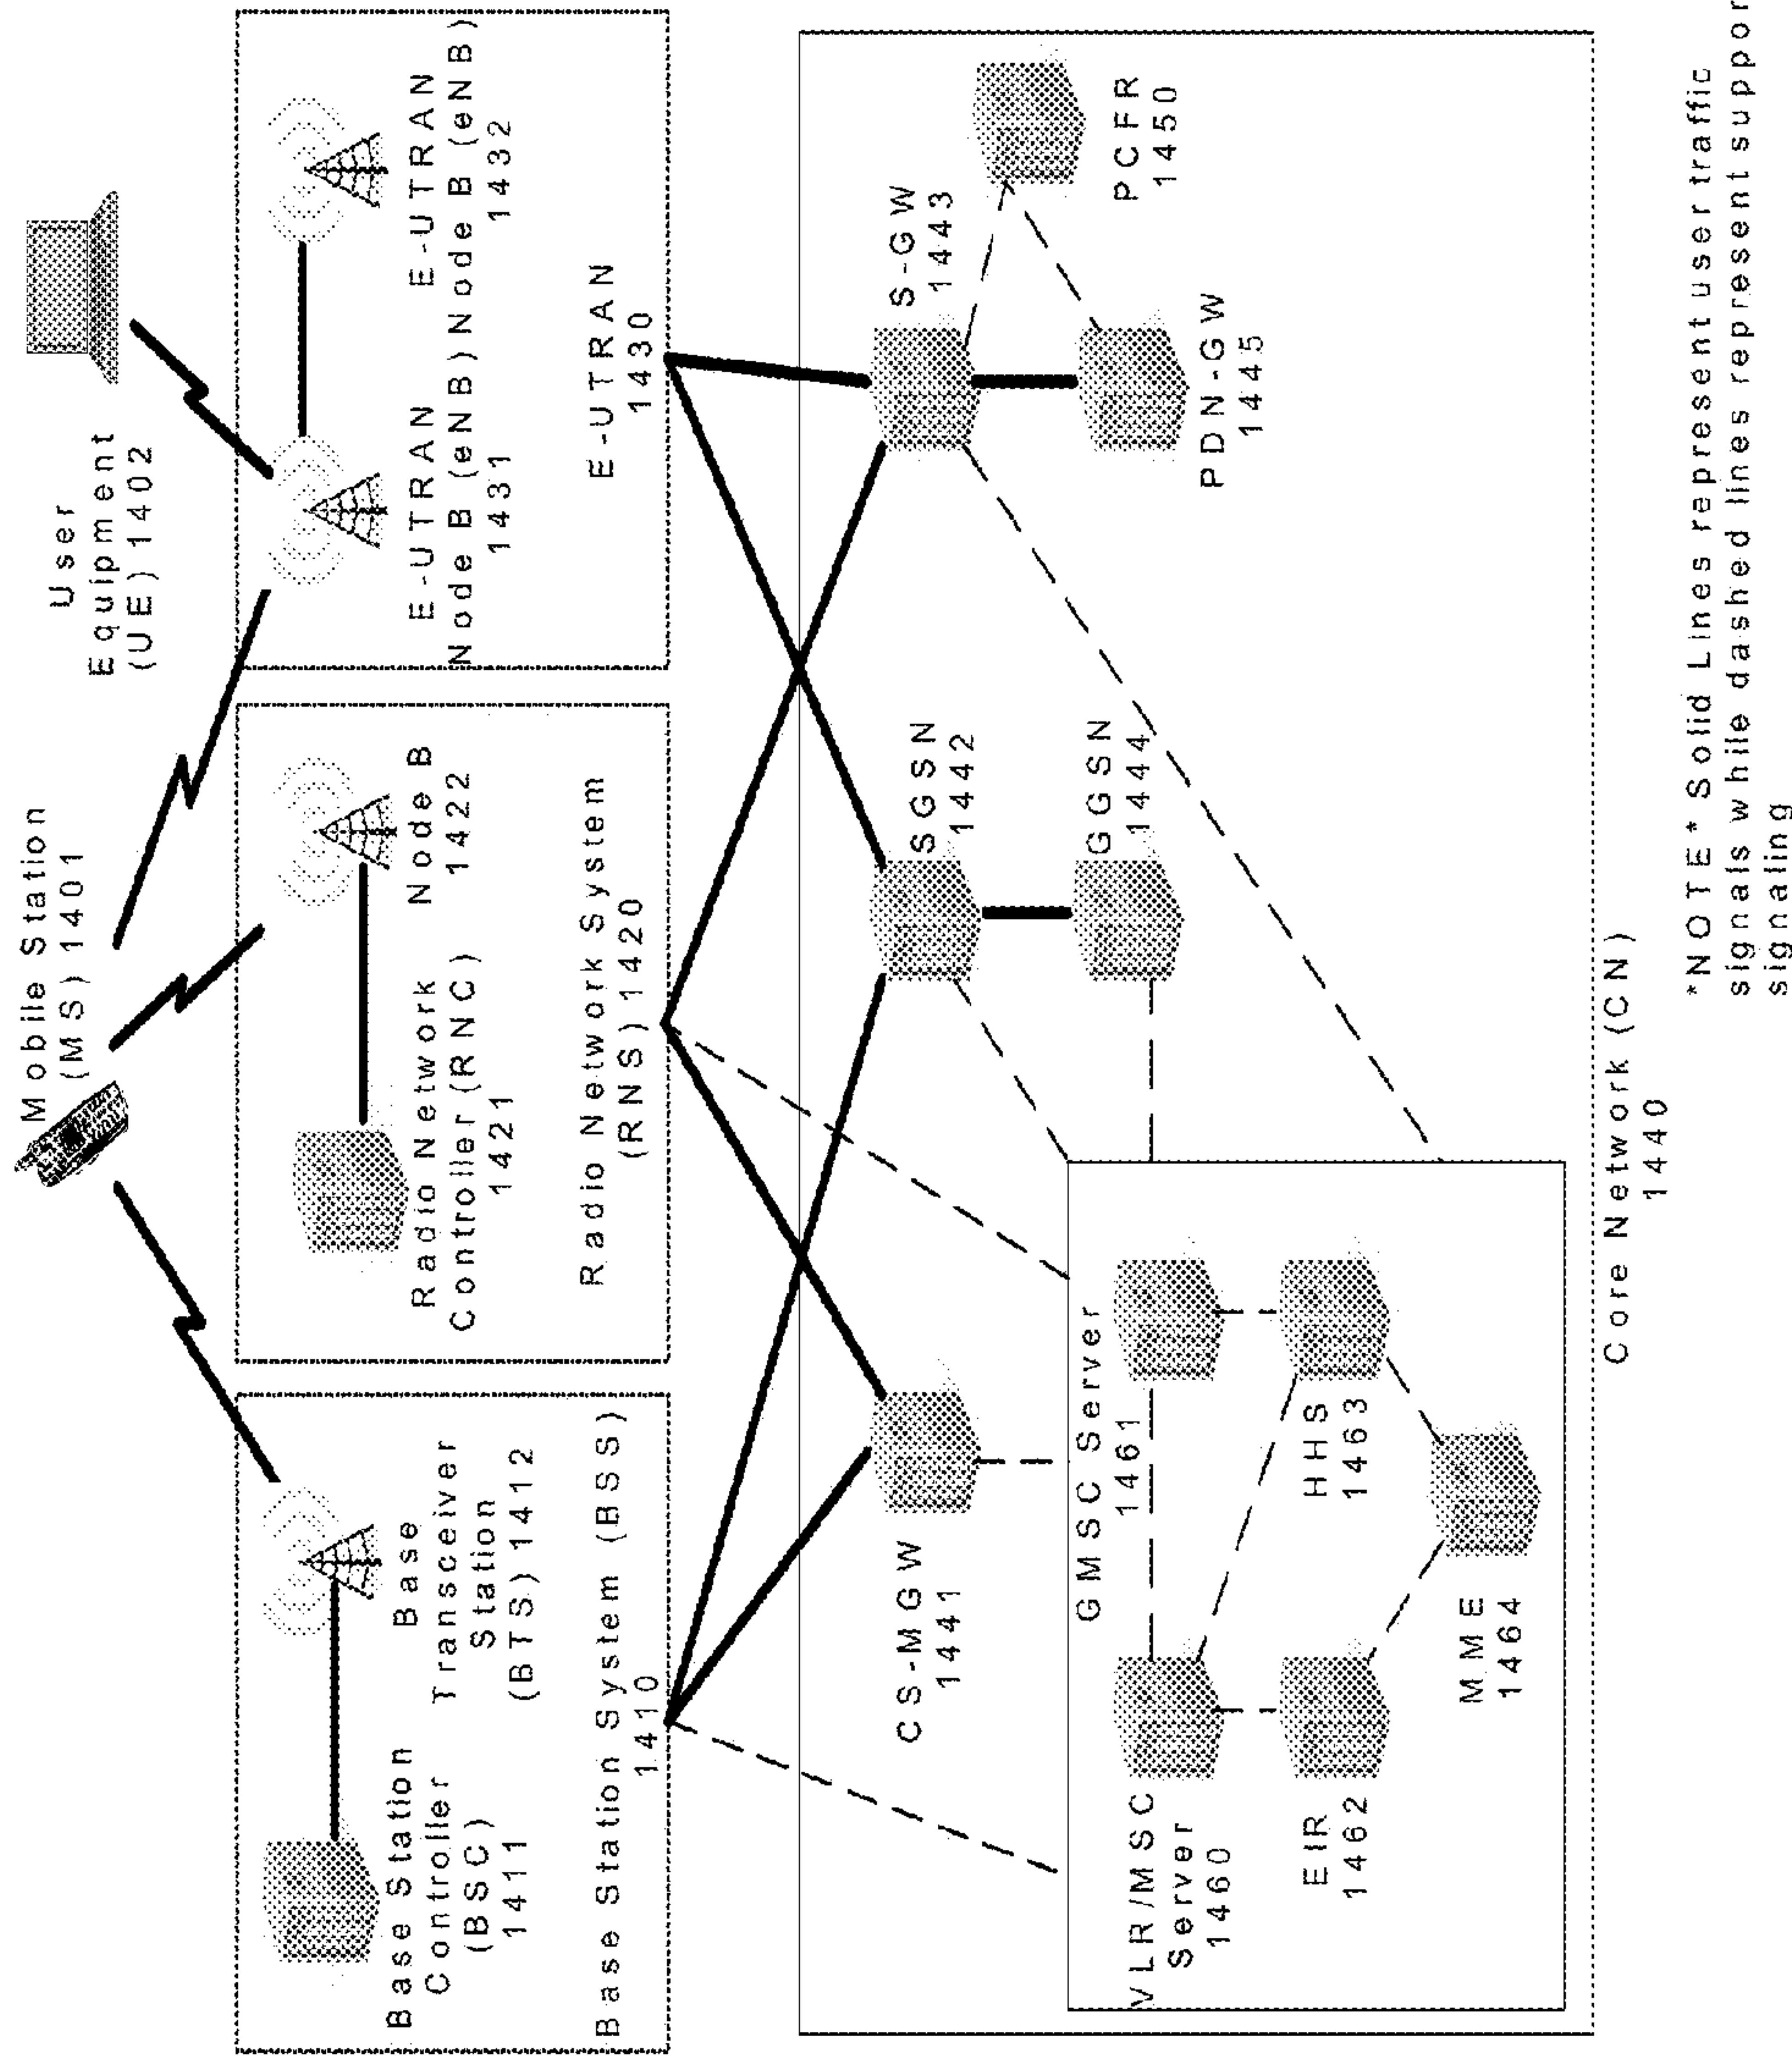 Mobile Station
(MS) 1401
User
Equipment
(UE) 1402
Base Station
Controller
(BSC)
1411
Base
Transceiver
Station
(BTS) 1412
Base Station System (BSS)
1410
Radio Network
Controller (RNC)
1421
Node B
1422
Radio Network System
(RNS) 1420
E-UTRAN
Node B (eNB)
1431
E-UTRAN
Node B (eNB)
1432
E-UTRAN
1430
CS-MGW
1441
SGSN
1442
GGSN
1444
S-GW
1443
PDN-GW
1445
PCFR
1450
VLR/MSC
Server
1460
GMSC Server
1461
EIR
1462
HHS
1463
MME
1464
Core Network (CN)
1440
*NOTE* Solid Lines represent user traffic
signals while dashed lines represent suppor
signaling